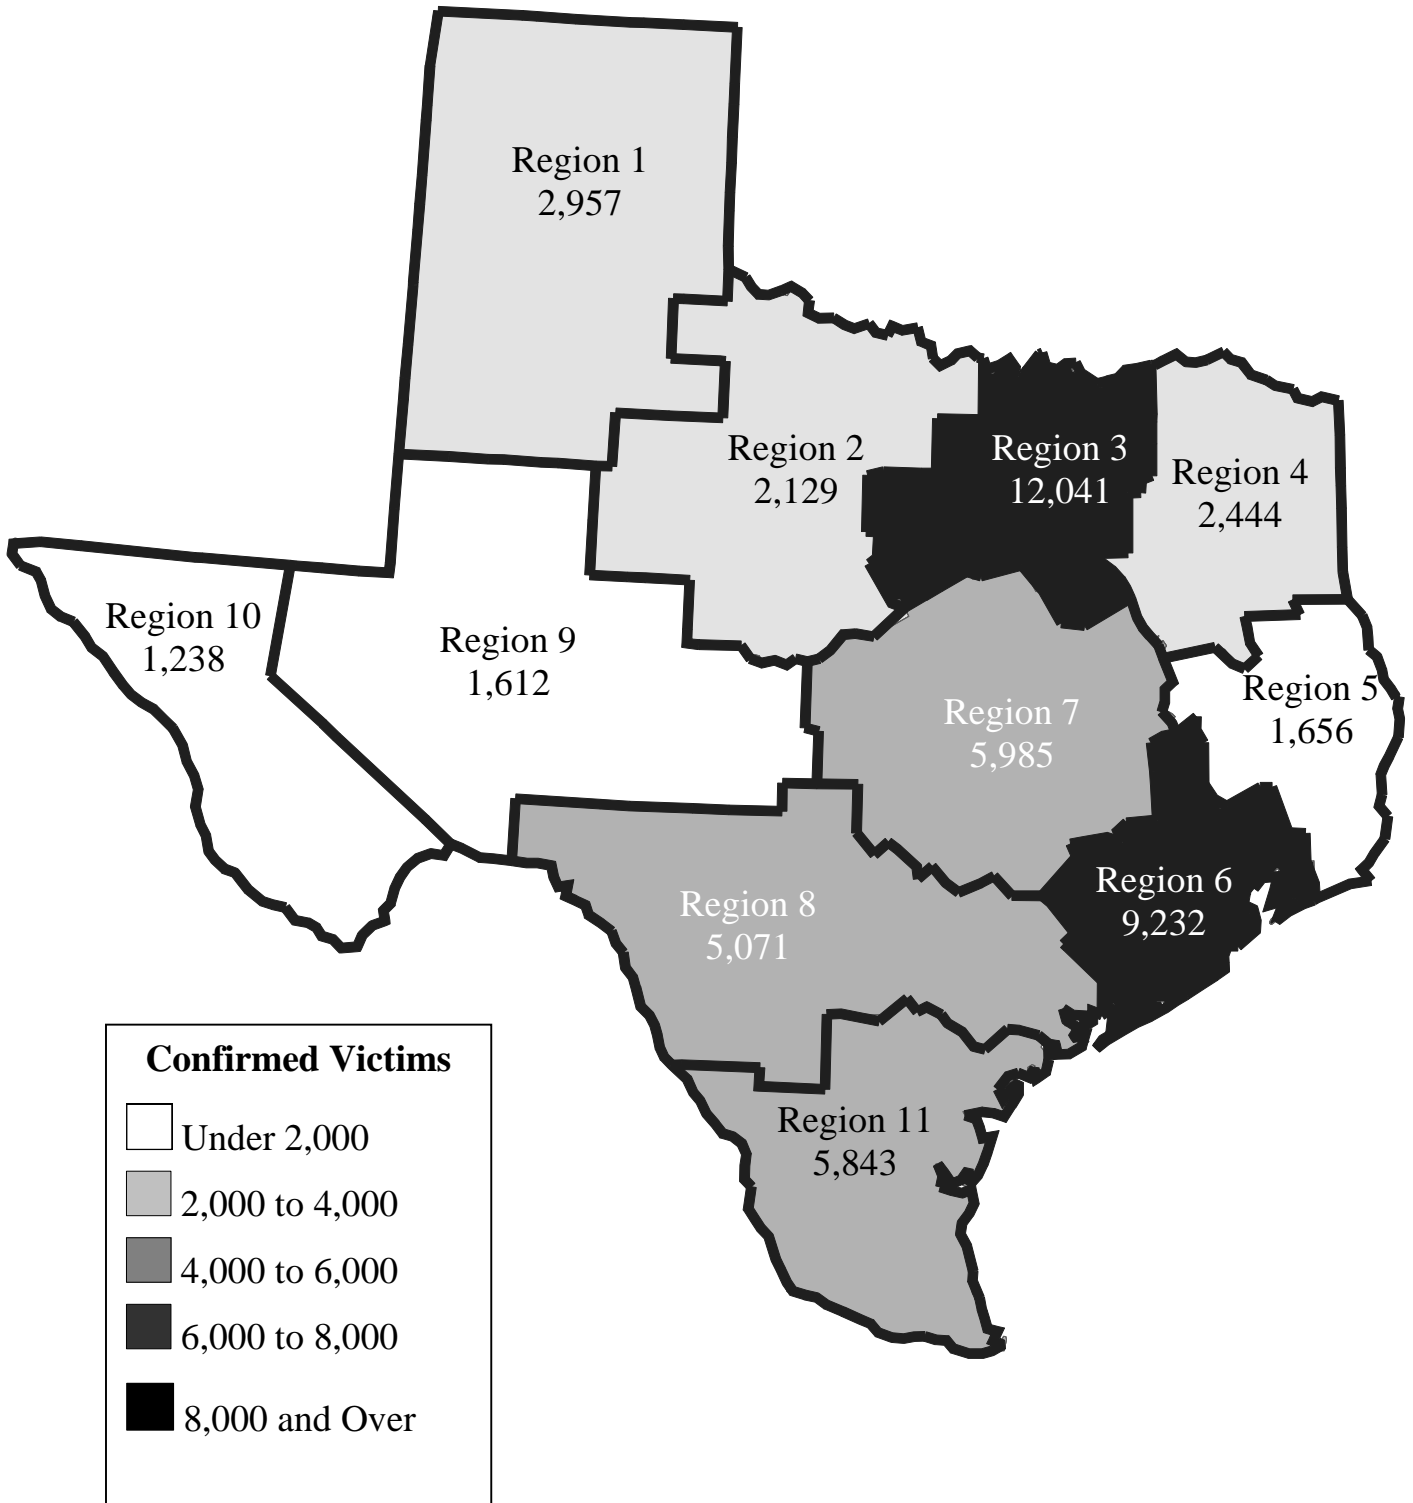 Region 1
2,957
Region 2
2,129
Region 3
12,041
Region 4
2,444
Region 10
1,238
Region 9
1,612
Region 7
5,985
Region 5
1,656
Region 8
5,071
Region 6
9,232
Region 11
5,843
Confirmed Victims
Under 2,000
2,000 to 4,000
4,000 to 6,000
6,000 to 8,000
8,000 and Over